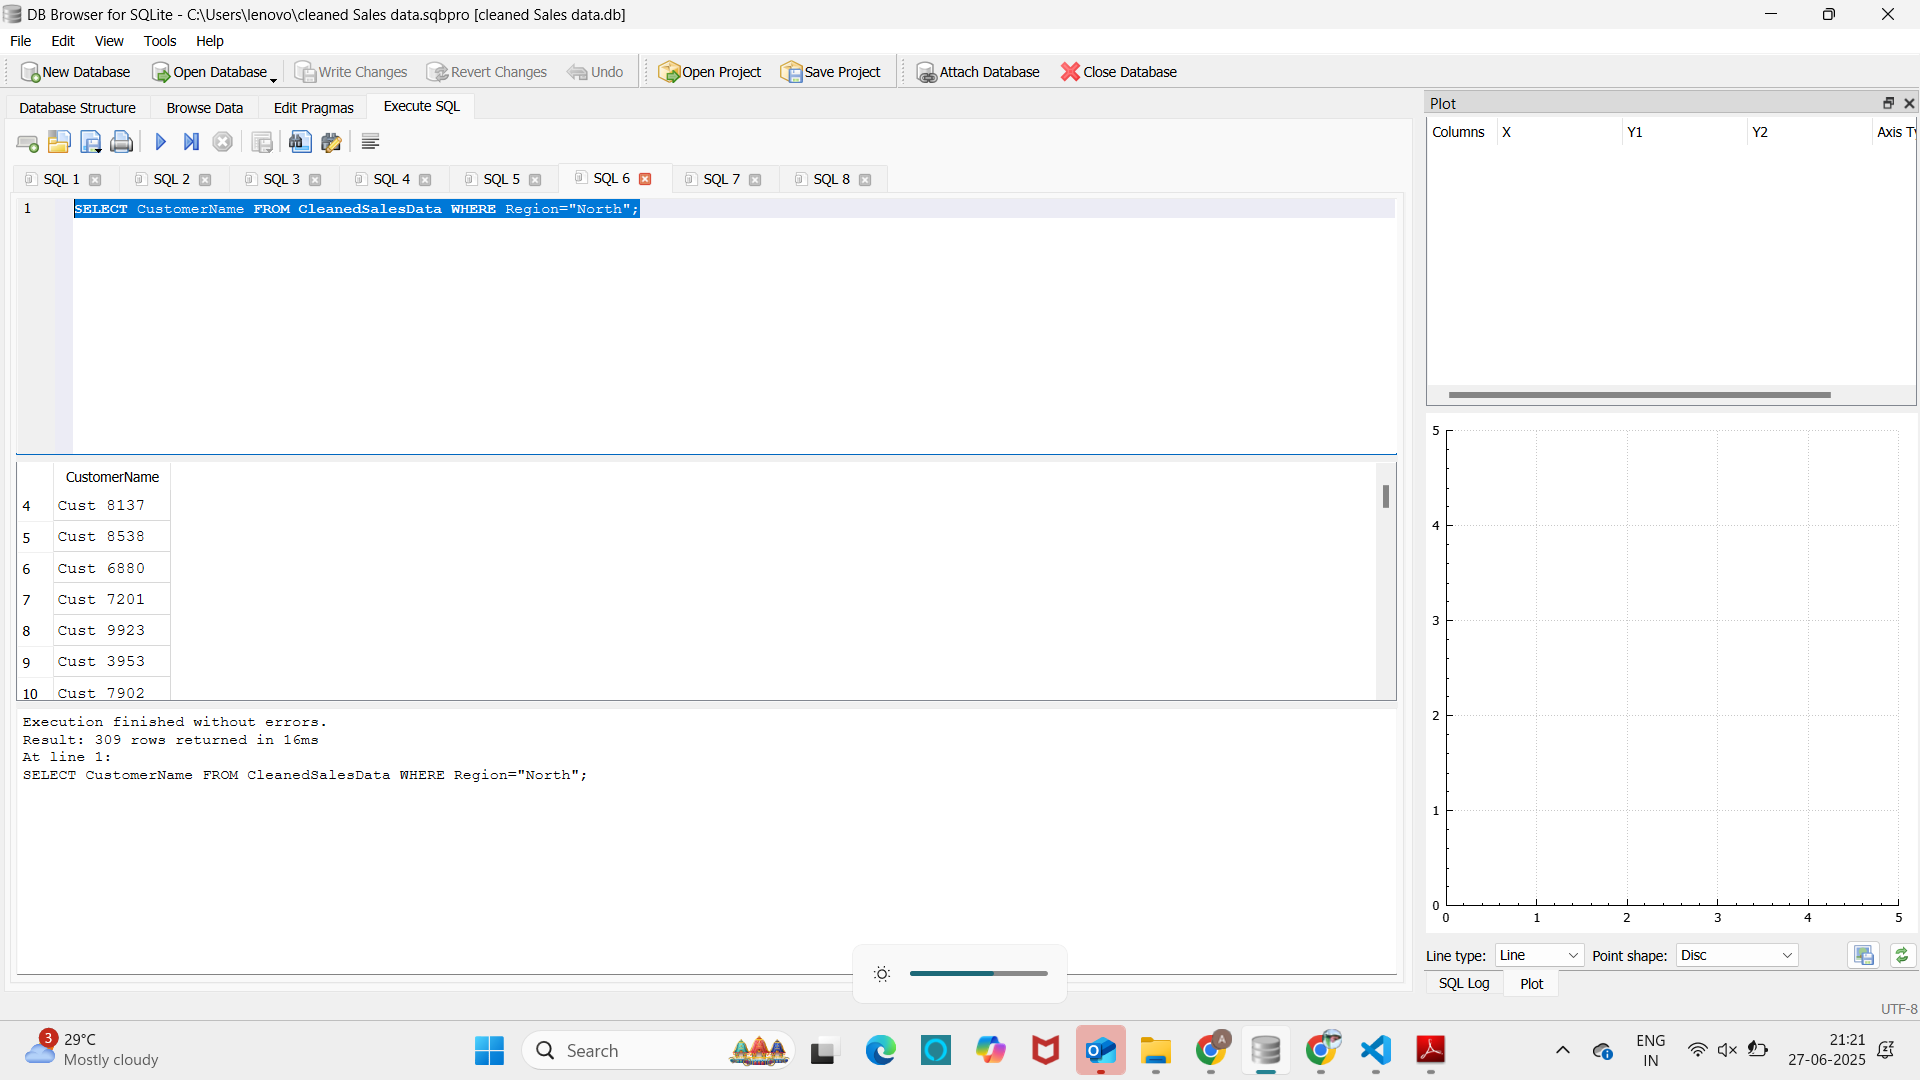 DB Browser for SQLite - C:\Users\lenovo\cleaned Sales data.sqbpro [cleaned Sales data.db]
File Edit View Tools Help
New Database Open Database Write Changes Revert Changes Undo Open Project Save Project Attach Database Close Database
Database Structure Browse Data Edit Pragmas Execute SQL
SQL 1 SQL 2 SQL 3 SQL 4 SQL 5 SQL 6 SQL 7 SQL 8
1 SELECT CustomerName FROM CleanedSalesData WHERE Region="North";
CustomerName
4 Cust 8137
5 Cust 8538
6 Cust 6880
7 Cust 7201
8 Cust 9923
9 Cust 3953
10 Cust 7902
Execution finished without errors.
Result: 309 rows returned in 16ms
At line 1:
SELECT CustomerName FROM CleanedSalesData WHERE Region="North";
Plot
Columns X Y1 Y2 Axis
5
4
3
2
1
0
0 1 2 3 4 5
Line type: Line Point shape: Disc
SQL Log Plot
UTF-8
3
29°C
Mostly cloudy
Search
A
ENG
IN
21:21
27-06-2025